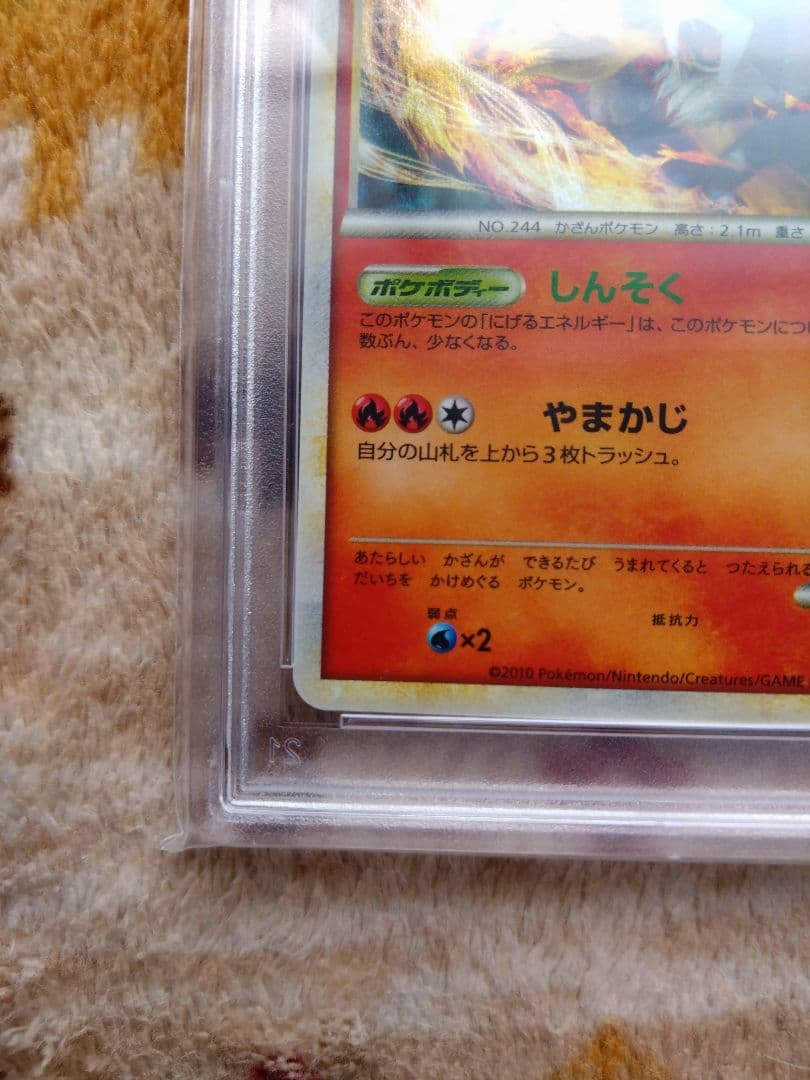 NO.244 かざんポケモン 高さ:2.1m 重さ
ポケボディー しんそく
このポケモンの「にげるエネルギー」は、このポケモンについ
数ぶん、少なくなる。
やまかじ
自分の山札を上から3枚トラッシュ。
あたらしい かざんが できるたび うまれてくると つたえられる
だいちを かけめぐる ポケモン。
弱点 抵抗力
×2
©2010 Pokémon/Nintendo/Creatures/GAME
21